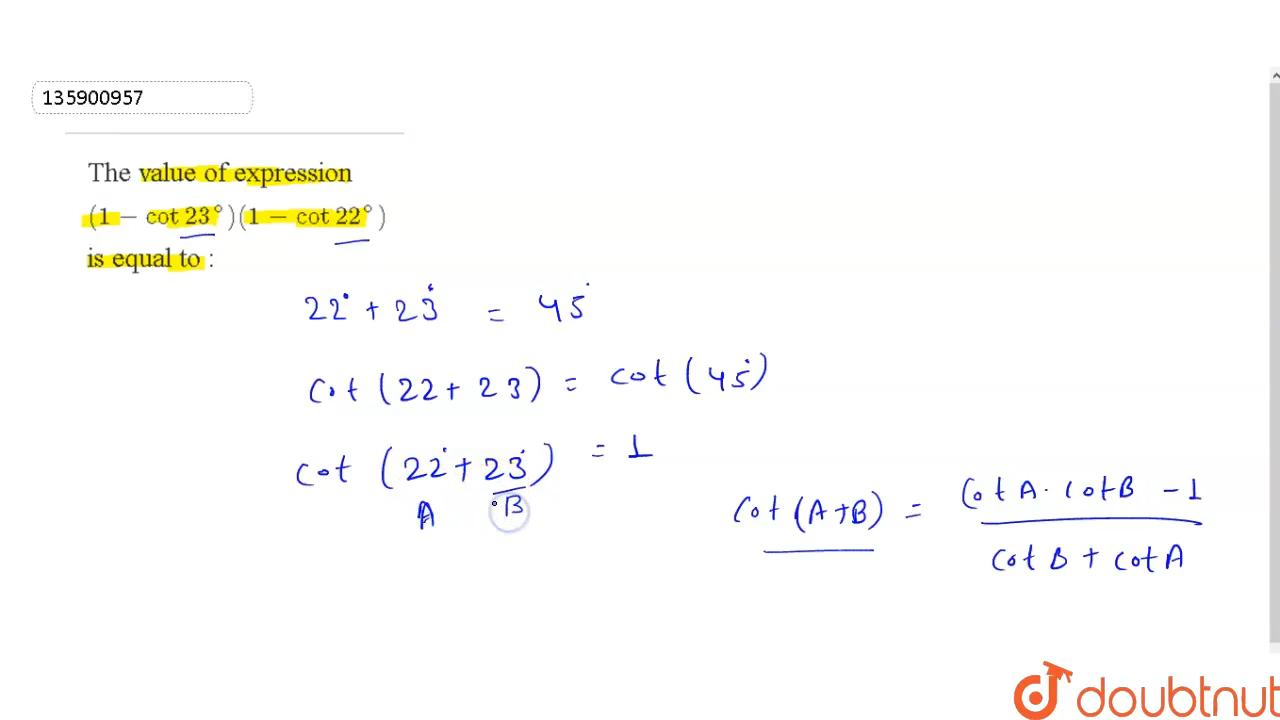 135900957
The value of expression
(1 − cot 23°)(1 − cot 22°)
is equal to :
22° + 23° = 45°
cot (22 + 23) = cot (45°)
cot (22° + 23°) = 1
A B
cot (A+B) = cot A · cot B − 1
cot B + cot A
doubtnut